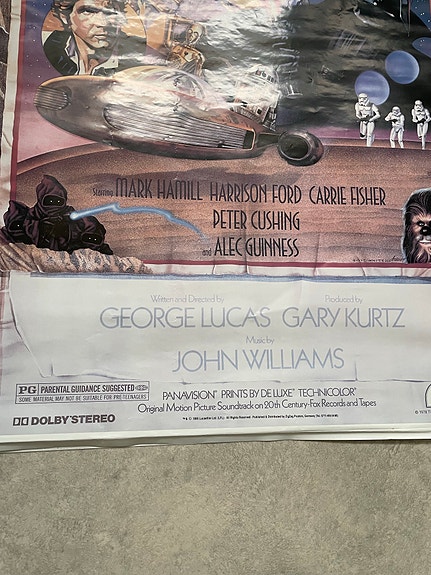 Starring MARK HAMILL HARRISON FORD CARRIE FISHER
PETER CUSHING
and ALEC GUINNESS
Written and Directed by
GEORGE LUCAS
Produced by
GARY KURTZ
Music by
JOHN WILLIAMS
PG PARENTAL GUIDANCE SUGGESTED
SOME MATERIAL MAY NOT BE SUITABLE FOR PRE-TEENAGERS
PANAVISION® PRINTS BY DE LUXE® TECHNICOLOR®
Original Motion Picture Soundtrack on 20th Century-Fox Records and Tapes
DOLBY STEREO